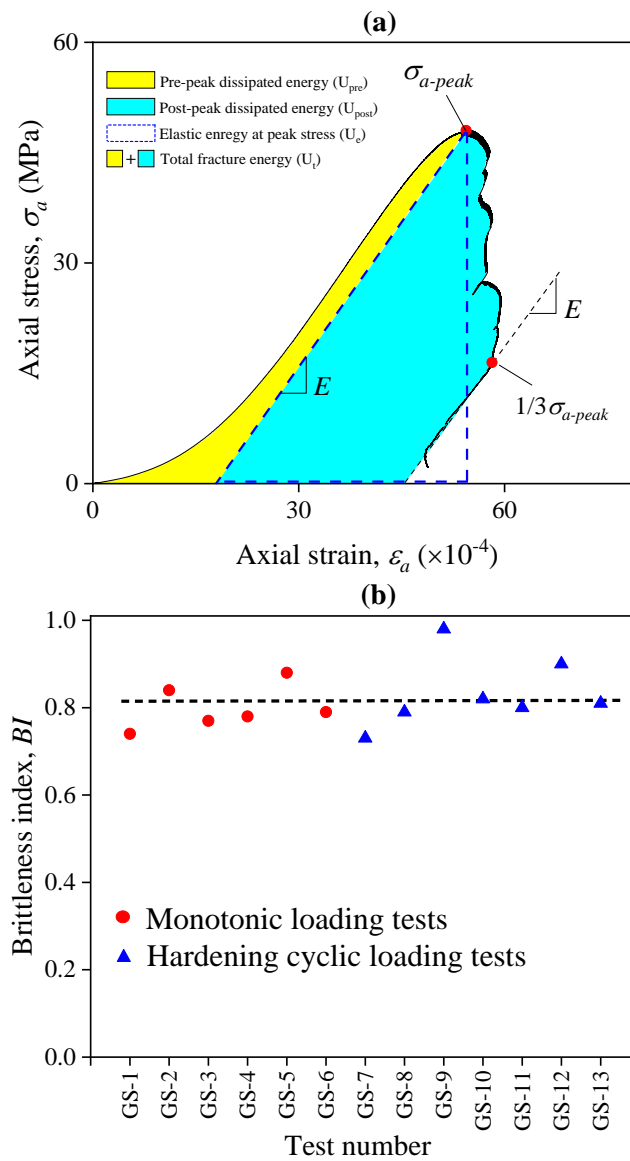 (a)
60
30
0
0
30
60
Axial stress, σa (MPa)
Axial strain, εa (×10-4)
Pre-peak dissipated energy (Upre)
Post-peak dissipated energy (Upost)
Elastic enregy at peak stress (Ue)
+ Total fracture energy (Ut)
σa-peak
E
E
1/3σa-peak
(b)
1.0
0.8
0.6
0.4
0.2
0.0
Brittleness index, BI
Monotonic loading tests
Hardening cyclic loading tests
GS-1
GS-2
GS-3
GS-4
GS-5
GS-6
GS-7
GS-8
GS-9
GS-10
GS-11
GS-12
GS-13
Test number